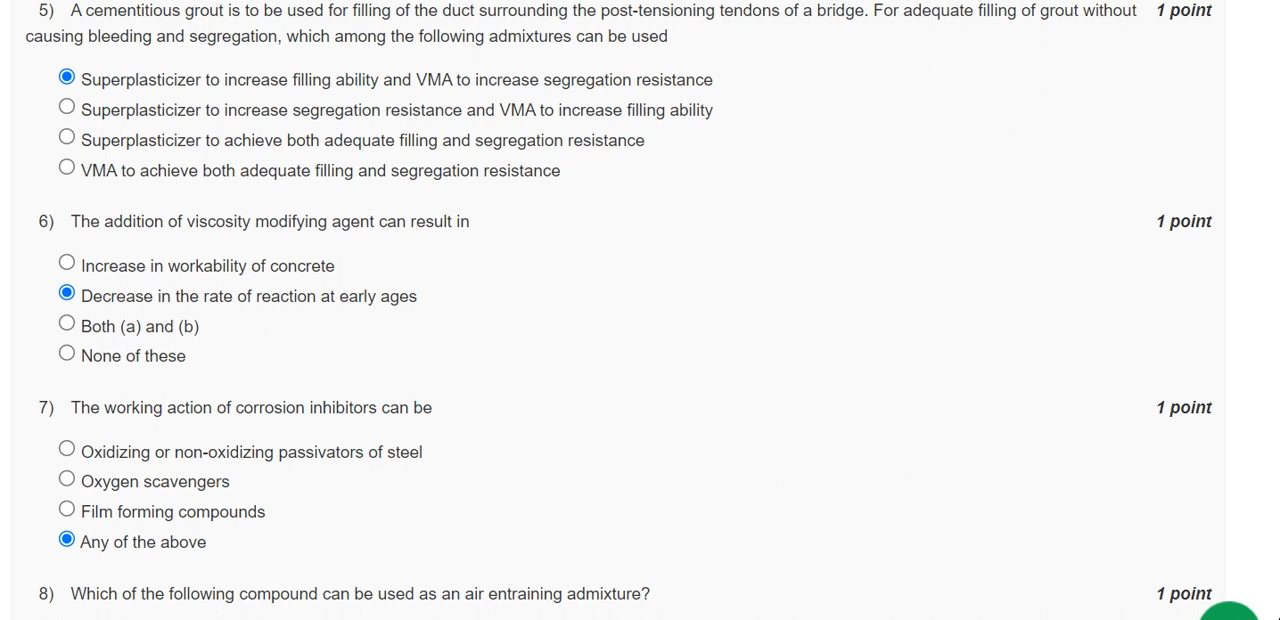 5) A cementitious grout is to be used for filling of the duct surrounding the post-tensioning tendons of a bridge. For adequate filling of grout without 1 point
causing bleeding and segregation, which among the following admixtures can be used
Superplasticizer to increase filling ability and VMA to increase segregation resistance
Superplasticizer to increase segregation resistance and VMA to increase filling ability
Superplasticizer to achieve both adequate filling and segregation resistance
VMA to achieve both adequate filling and segregation resistance
6) The addition of viscosity modifying agent can result in 1 point
Increase in workability of concrete
Decrease in the rate of reaction at early ages
Both (a) and (b)
None of these
7) The working action of corrosion inhibitors can be 1 point
Oxidizing or non-oxidizing passivators of steel
Oxygen scavengers
Film forming compounds
Any of the above
8) Which of the following compound can be used as an air entraining admixture? 1 point